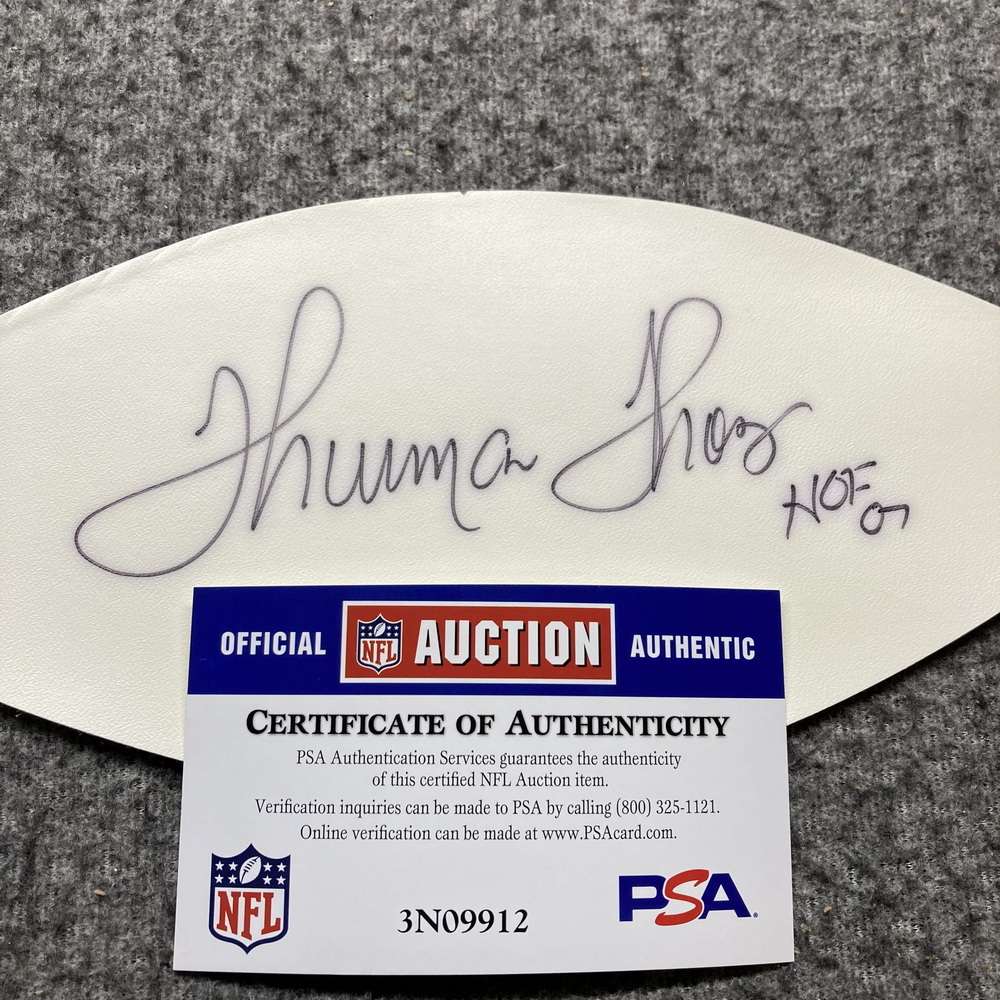 Thurman Thomas
HOF
07
OFFICIAL NFL AUCTION AUTHENTIC
CERTIFICATE OF AUTHENTICITY
PSA Authentication Services guarantees the authenticity
of this certified NFL Auction item.
Verification inquiries can be made to PSA by calling (800) 325-1121.
Online verification can be made at www.PSAcard.com.
NFL
3N09912
PSA